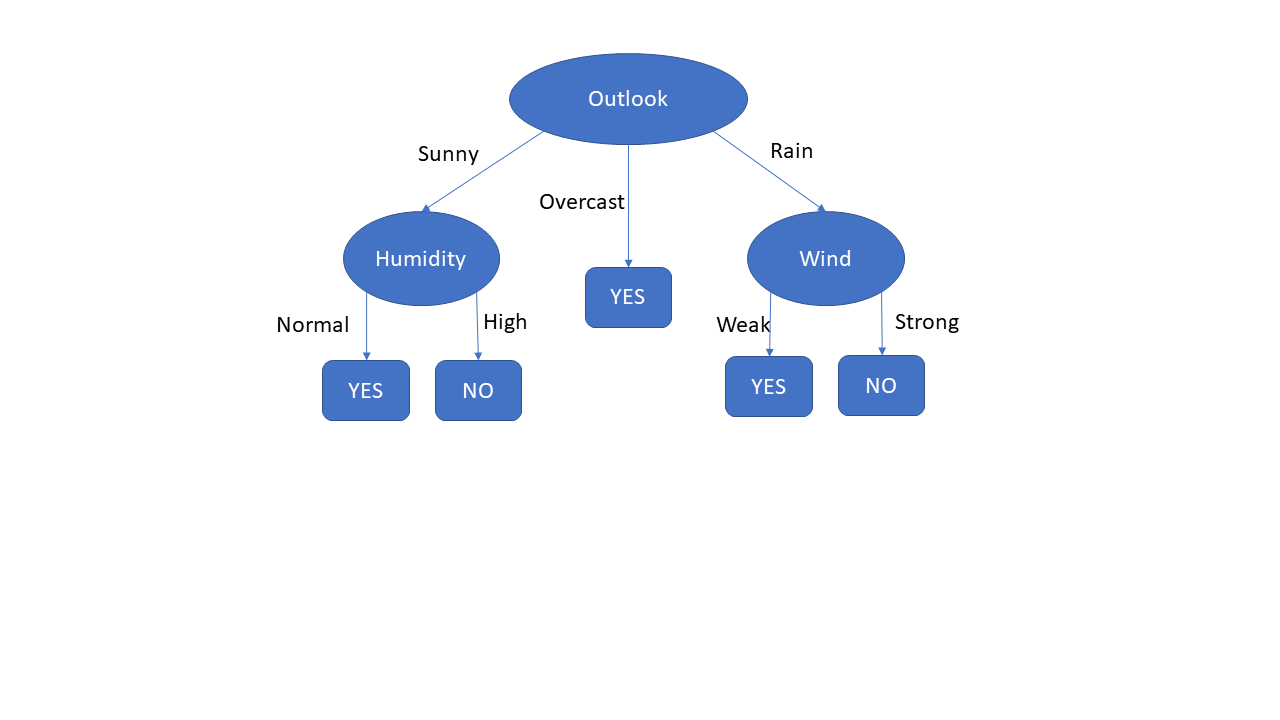 Outlook
Sunny
Rain
Overcast
Humidity
Wind
YES
Normal
High
Weak
Strong
YES
NO
YES
NO